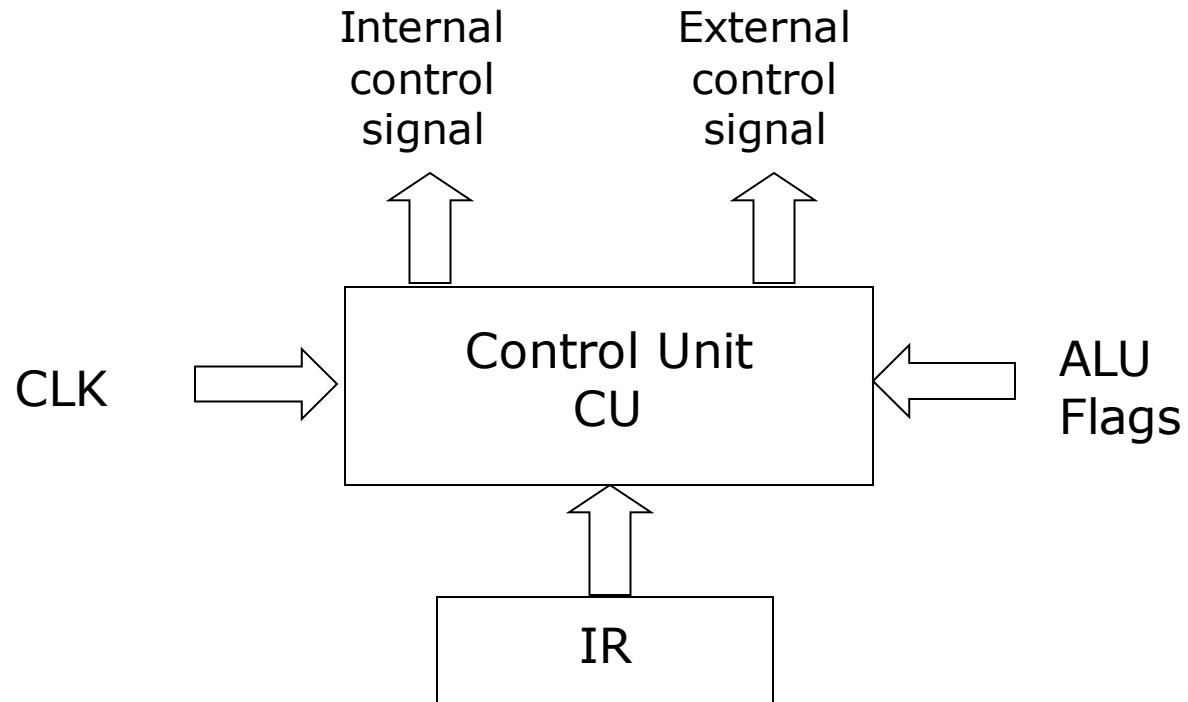 Internal
control
signal
External
control
signal
CLK
Control Unit
CU
ALU
Flags
IR